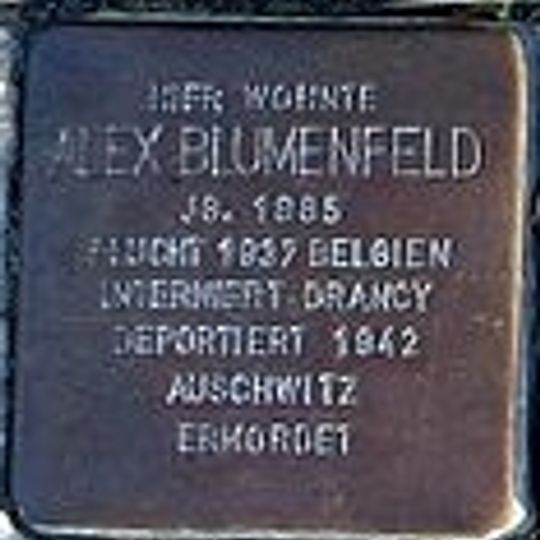 HIER WOHNTE
ALEX BLUMENFELD
JG. 1885
FLUCHT 1937 BELGIEN
INTERNIERT DRANCY
DEPORTIERT 1942
AUSCHWITZ
ERMORDET